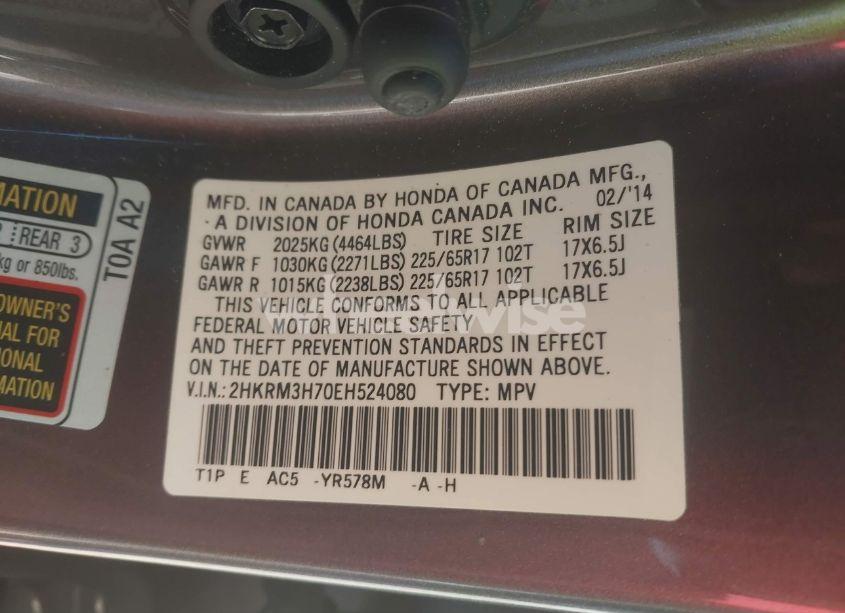 MATION
REAR 3
kg or 850lbs.
OWNER'S
AL FOR
ONAL
TION
T0A A2
MFD. IN CANADA BY HONDA OF CANADA MFG.,
A DIVISION OF HONDA CANADA INC. 02/'14
GVWR 2025KG (4464LBS) TIRE SIZE RIM SIZE
GAWR F 1030KG (2271LBS) 225/65R17 102T 17X6.5J
GAWR R 1015KG (2238LBS) 225/65R17 102T 17X6.5J
THIS VEHICLE CONFORMS TO ALL APPLICABLE
FEDERAL MOTOR VEHICLE SAFETY
AND THEFT PREVENTION STANDARDS IN EFFECT
ON THE DATE OF MANUFACTURE SHOWN ABOVE.
V.I.N.: 2HKRM3H70EH524080 TYPE: MPV
T1P E AC5 -YR578M -A -H